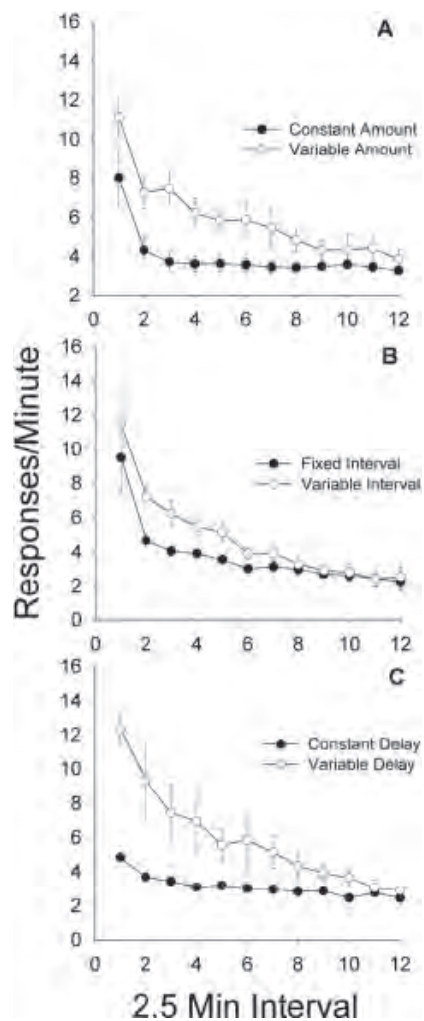 A
16
14
12
10
8
6
4
2
Constant Amount
Variable Amount
0 2 4 6 8 10 12
B
16
14
12
10
8
6
4
2
0
Fixed Interval
Variable Interval
0 2 4 6 8 10 12
C
16
14
12
10
8
6
4
2
0
Constant Delay
Variable Delay
0 2 4 6 8 10 12
Responses/Minute
2,5 Min Interval